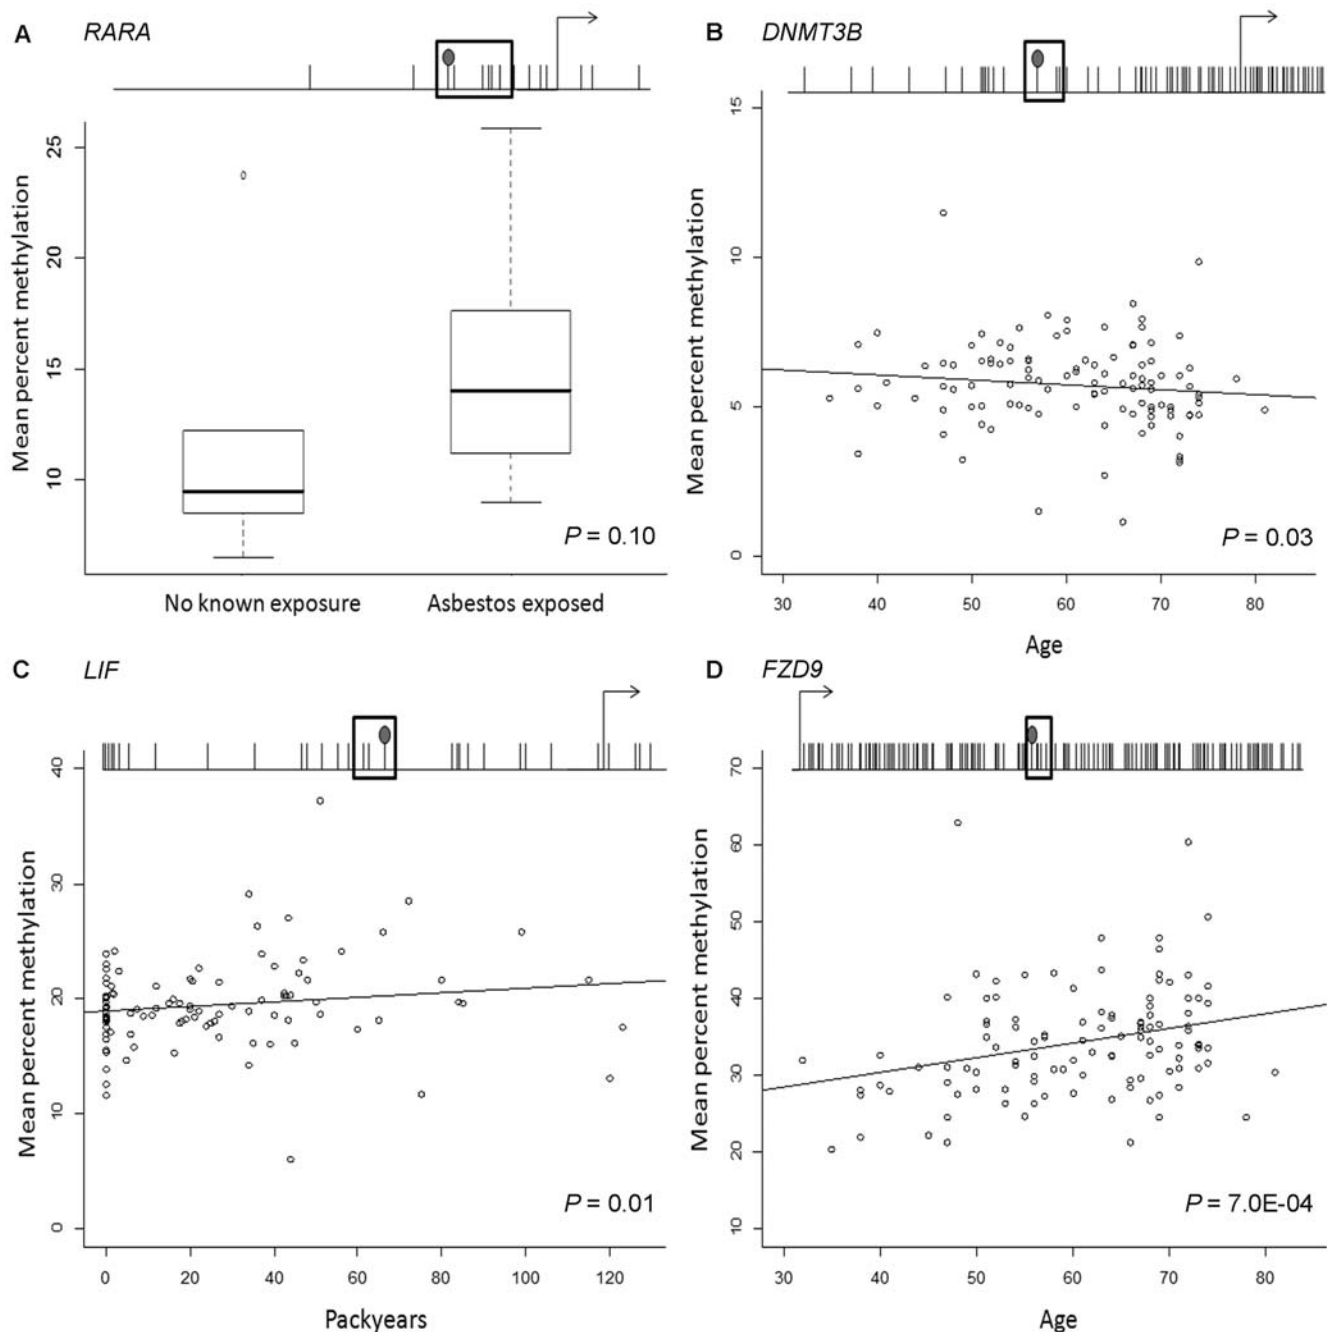 A RARA
Mean percent methylation
25
20
15
10
P = 0.10
No known exposure Asbestos exposed
B DNMT3B
Mean percent methylation
15
10
5
0
P = 0.03
30 40 50 60 70 80
Age
C LIF
Mean percent methylation
40
30
20
10
0
P = 0.01
0 20 40 60 80 100 120
Packyears
D FZD9
Mean percent methylation
70
60
50
40
30
20
10
P = 7.0E-04
30 40 50 60 70 80
Age